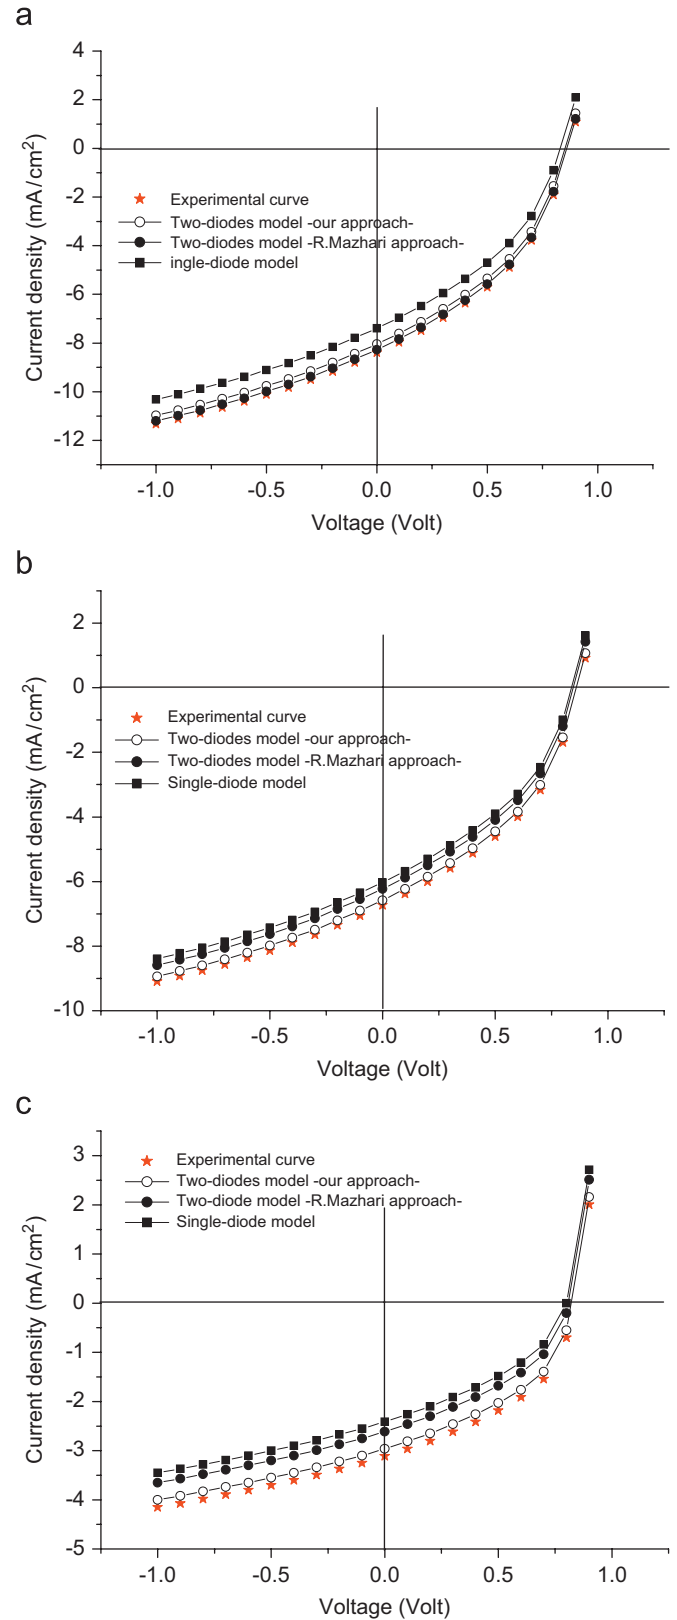 a
4
2
0
-2
-4
-6
-8
-10
-12
Current density (mA/cm²)
Experimental curve
Two-diodes model -our approach-
Two-diodes model -R.Mazhari approach-
ingle-diode model
-1.0 -0.5 0.0 0.5 1.0
Voltage (Volt)
b
2
0
-2
-4
-6
-8
-10
Current density (mA/cm²)
Experimental curve
Two-diodes model -our approach-
Two-diodes model -R.Mazhari approach-
Single-diode model
-1.0 -0.5 0.0 0.5 1.0
Voltage (Volt)
c
3
2
1
0
-1
-2
-3
-4
-5
Current density (mA/cm²)
Experimental curve
Two-diodes model -our approach-
Two-diode model -R.Mazhari approach-
Single-diode model
-1.0 -0.5 0.0 0.5 1.0
Voltage (Volt)